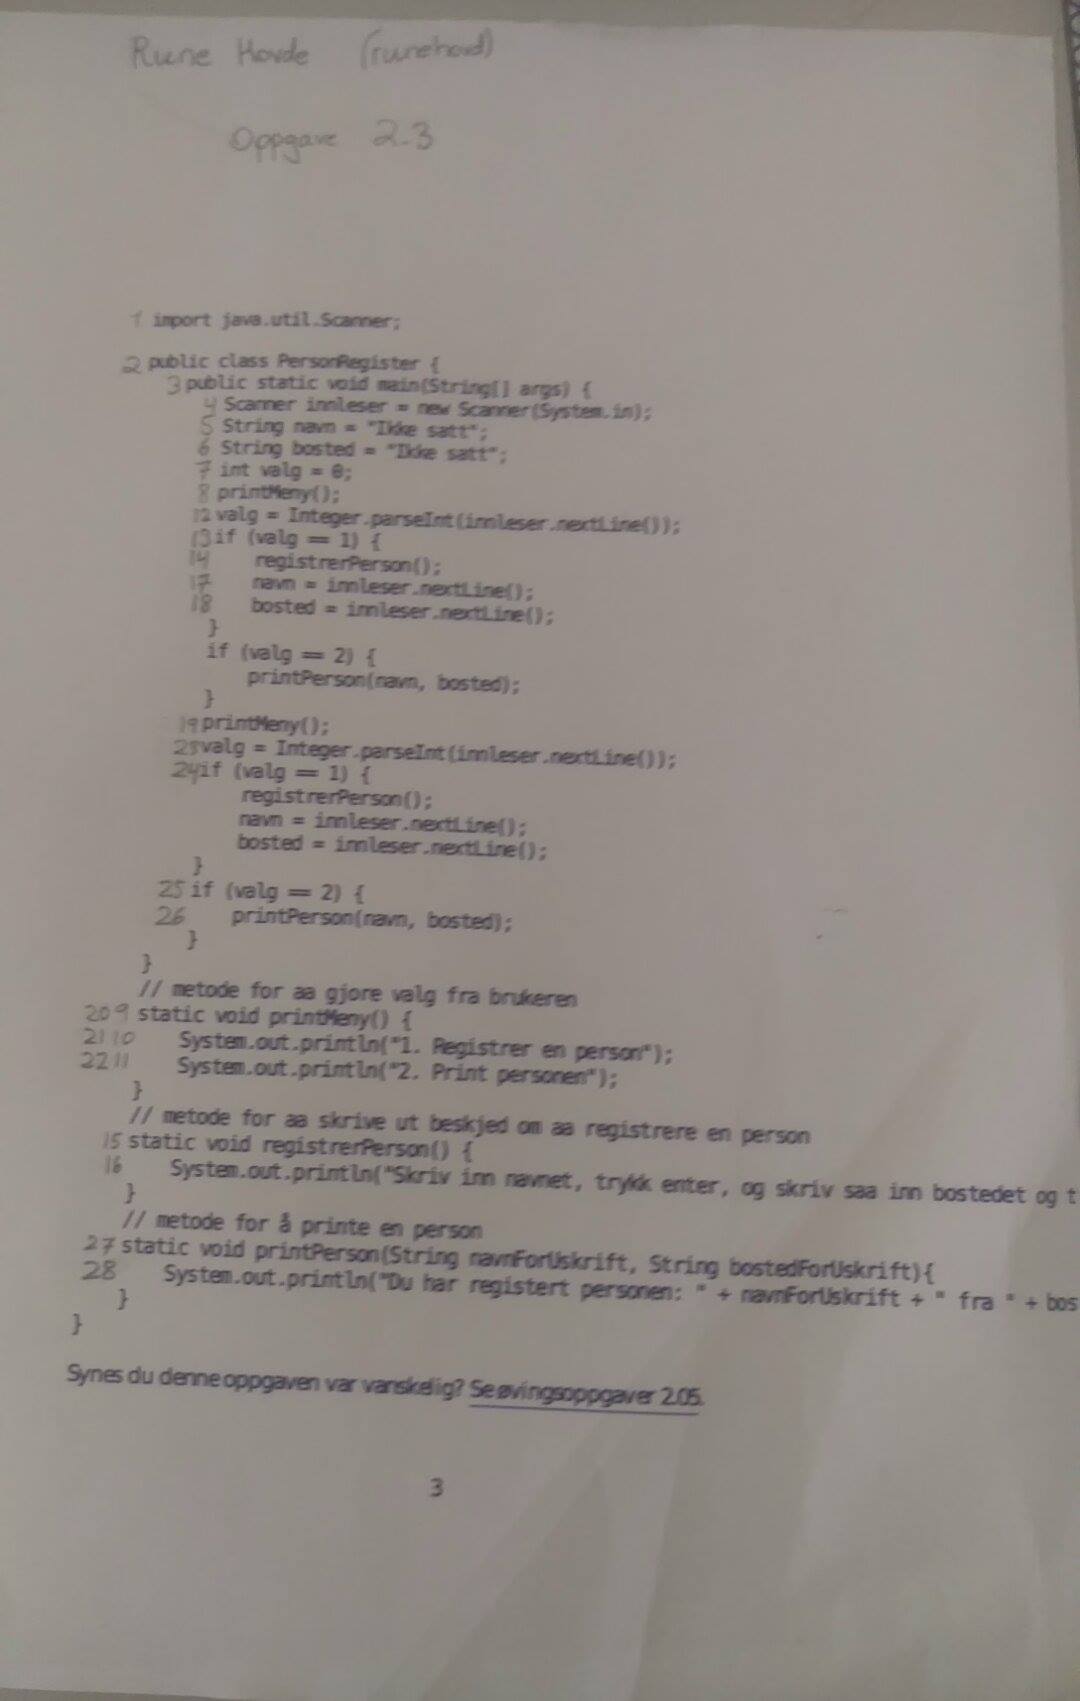 Rune Hovde (runehovd)
Oppgave 2.3
1 import java.util.Scanner;
2 public class PersonRegister {
3 public static void main(String[] args) {
4 Scanner innleser = new Scanner(System.in);
5 String navn = "Ikke satt";
6 String bosted = "Ikke satt";
7 int valg = 0;
8 printMeny();
12 valg = Integer.parseInt(innleser.nextLine());
13 if (valg == 1) {
14 registrerPerson();
17 navn = innleser.nextLine();
18 bosted = innleser.nextLine();
}
if (valg == 2) {
printPerson(navn, bosted);
}
19 printMeny();
23 valg = Integer.parseInt(innleser.nextLine());
24 if (valg == 1) {
registrerPerson();
navn = innleser.nextLine();
bosted = innleser.nextLine();
}
25 if (valg == 2) {
26 printPerson(navn, bosted);
}
}
// metode for aa gjore valg fra brukeren
20 9 static void printMeny() {
21 10 System.out.println("1. Registrer en person");
22 11 System.out.println("2. Print personen");
}
// metode for aa skrive ut beskjed om aa registrere en person
15 static void registrerPerson() {
16 System.out.println("Skriv inn navnet, trykk enter, og skriv saa inn bostedet og t
}
// metode for å printe en person
27 static void printPerson(String navnForUskrift, String bostedForUskrift){
28 System.out.println("Du har registert personen: " + navnForUskrift + " fra " + bos
}
}
Synes du denne oppgaven var vanskelig? Se øvingsoppgaver 2.05.
3